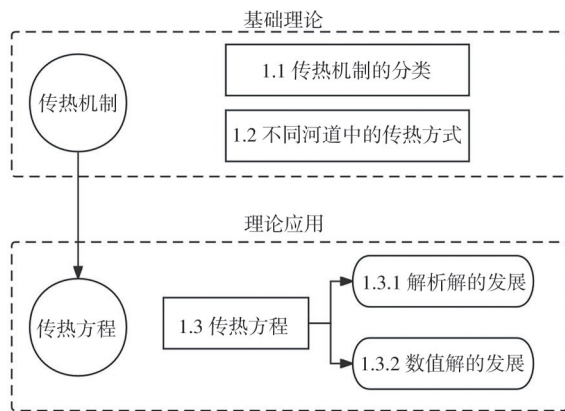 基础理论
传热机制
1.1 传热机制的分类
1.2 不同河道中的传热方式
理论应用
传热方程
1.3 传热方程
1.3.1 解析解的发展
1.3.2 数值解的发展